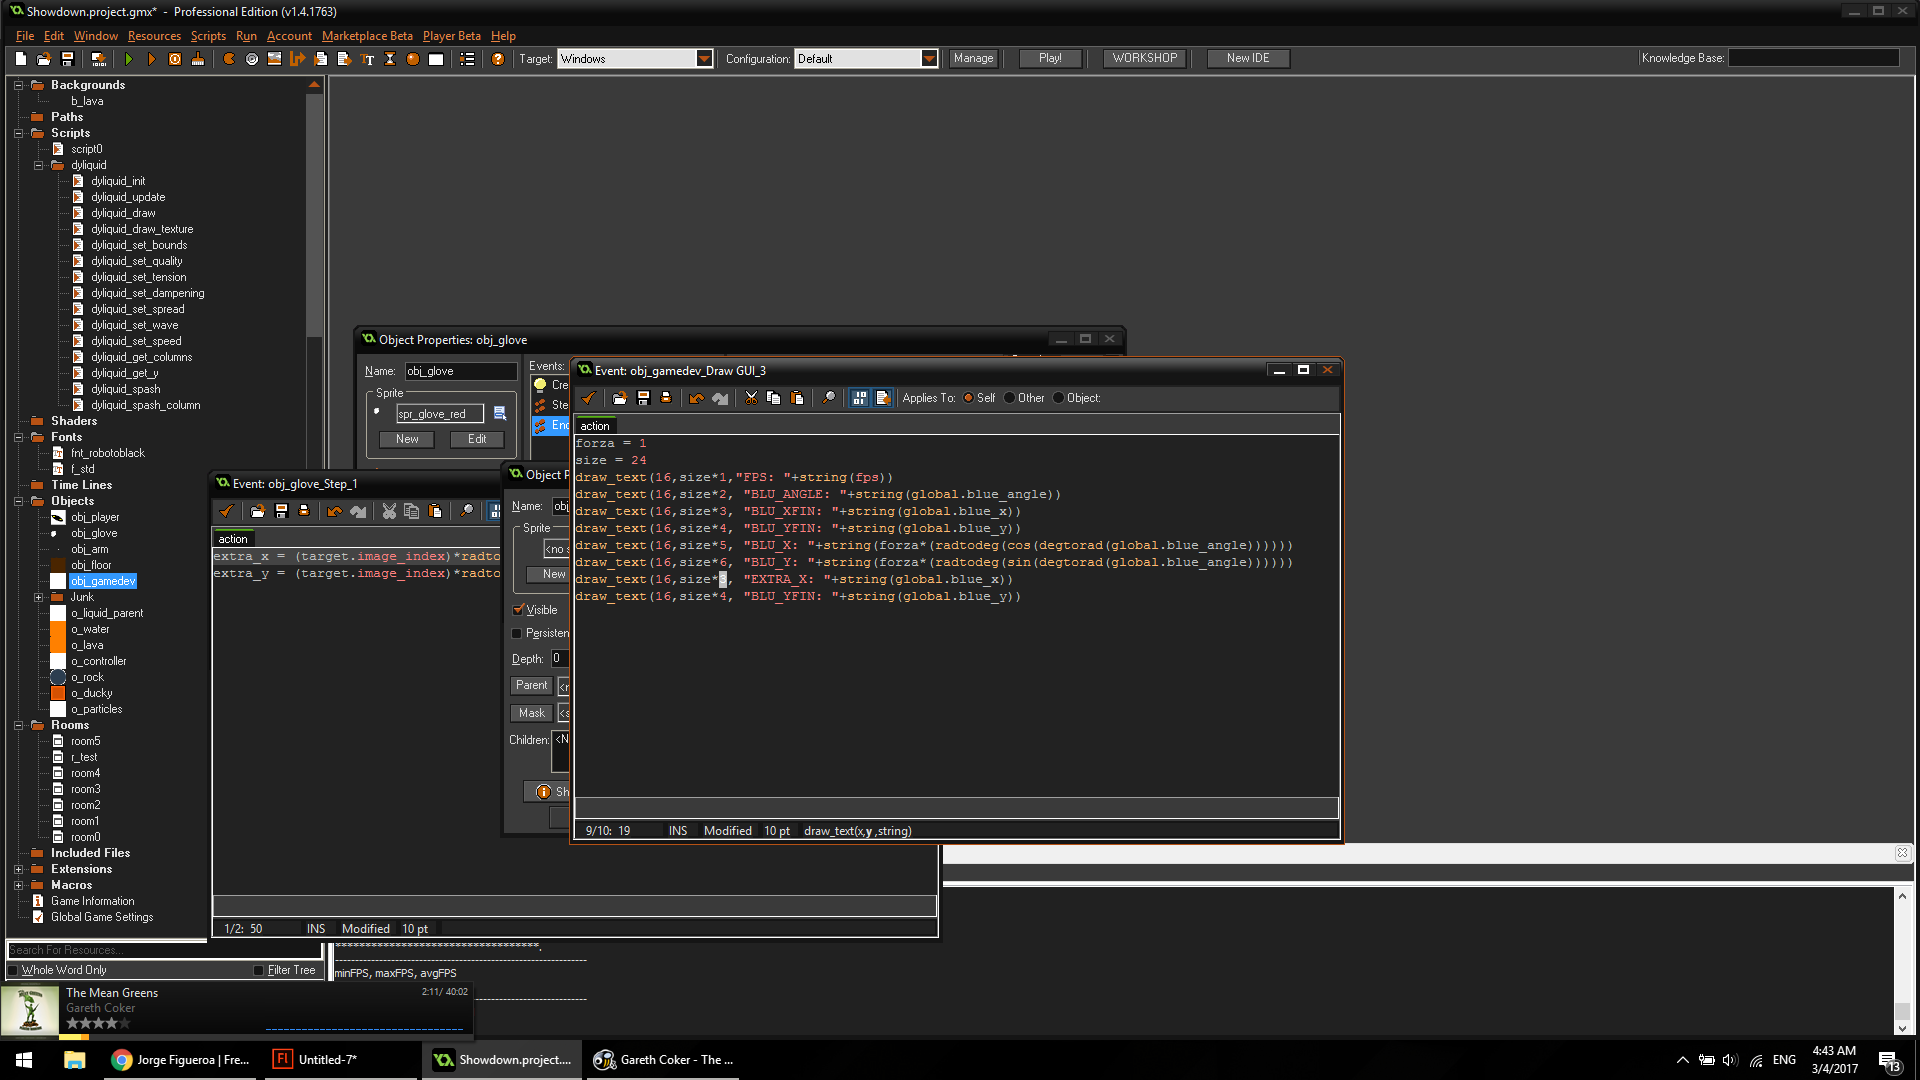 Showdown.project.gmx* - Professional Edition (v1.4.1763)
File Edit Window Resources Scripts Run Account Marketplace Beta Player Beta Help
Target: Windows Configuration: Default Manage Play! WORKSHOP New IDE Knowledge Base:
Backgrounds
b_lava
Paths
Scripts
script0
dyliquid
dyliquid_init
dyliquid_update
dyliquid_draw
dyliquid_draw_texture
dyliquid_set_bounds
dyliquid_set_quality
dyliquid_set_tension
dyliquid_set_dampening
dyliquid_set_spread
dyliquid_set_wave
dyliquid_set_speed
dyliquid_get_columns
dyliquid_get_y
dyliquid_spash
dyliquid_spash_column
Shaders
Fonts
fnt_robotoblack
f_std
Time Lines
Objects
obj_player
obj_glove
obj_arm
obj_floor
obj_gamedev
Junk
o_liquid_parent
o_water
o_lava
o_controller
o_rock
o_ducky
o_particles
Rooms
room5
r_test
room4
room3
room2
room1
room0
Included Files
Extensions
Macros
Game Information
Global Game Settings
Search For Resources...
Whole Word Only Filter Tree
Object Properties: obj_glove
Name: obj_glove
Sprite
spr_glove_red
New Edit
Events:
Cre
Ste
Enc
Event: obj_glove_Step_1
action
extra_x = (target.image_index)*radto
extra_y = (target.image_index)*radto
1/2: 50 INS Modified 10 pt
Object P
Name: obj
Sprite
<no s
New
Visible
Persisten
Depth: 0
Parent
Mask <s
Children: <N
Sh
Event: obj_gamedev_Draw GUI_3
Applies To: Self Other Object:
action
forza = 1
size = 24
draw_text(16,size*1,"FPS: "+string(fps))
draw_text(16,size*2, "BLU_ANGLE: "+string(global.blue_angle))
draw_text(16,size*3, "BLU_XFIN: "+string(global.blue_x))
draw_text(16,size*4, "BLU_YFIN: "+string(global.blue_y))
draw_text(16,size*5, "BLU_X: "+string(forza*(radtodeg(cos(degtorad(global.blue_angle))))))
draw_text(16,size*6, "BLU_Y: "+string(forza*(radtodeg(sin(degtorad(global.blue_angle))))))
draw_text(16,size*3, "EXTRA_X: "+string(global.blue_x))
draw_text(16,size*4, "BLU_YFIN: "+string(global.blue_y))
9/10: 19 INS Modified 10 pt draw_text(x,y ,string)
minFPS, maxFPS, avgFPS
The Mean Greens 2:11/ 40:02
Gareth Coker
Jorge Figueroa | Fre... Untitled-7* Showdown.project.... Gareth Coker - The ... ENG 4:43 AM
3/4/2017
13